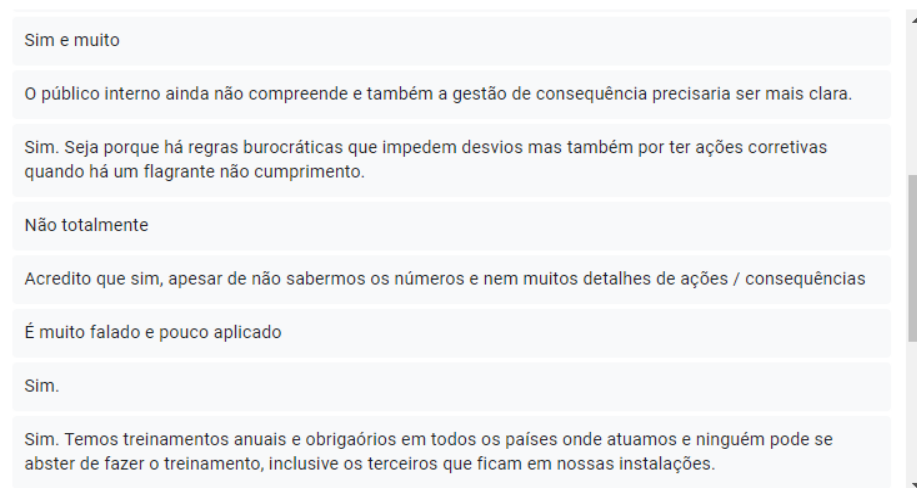 Sim e muito
O público interno ainda não compreende e também a gestão de consequência precisaria ser mais clara.
Sim. Seja porque há regras burocráticas que impedem desvios mas também por ter ações corretivas
quando há um flagrante não cumprimento.
Não totalmente
Acredito que sim, apesar de não sabermos os números e nem muitos detalhes de ações / consequências
É muito falado e pouco aplicado
Sim.
Sim. Temos treinamentos anuais e obrigaórios em todos os países onde atuamos e ninguém pode se
abster de fazer o treinamento, inclusive os terceiros que ficam em nossas instalações.